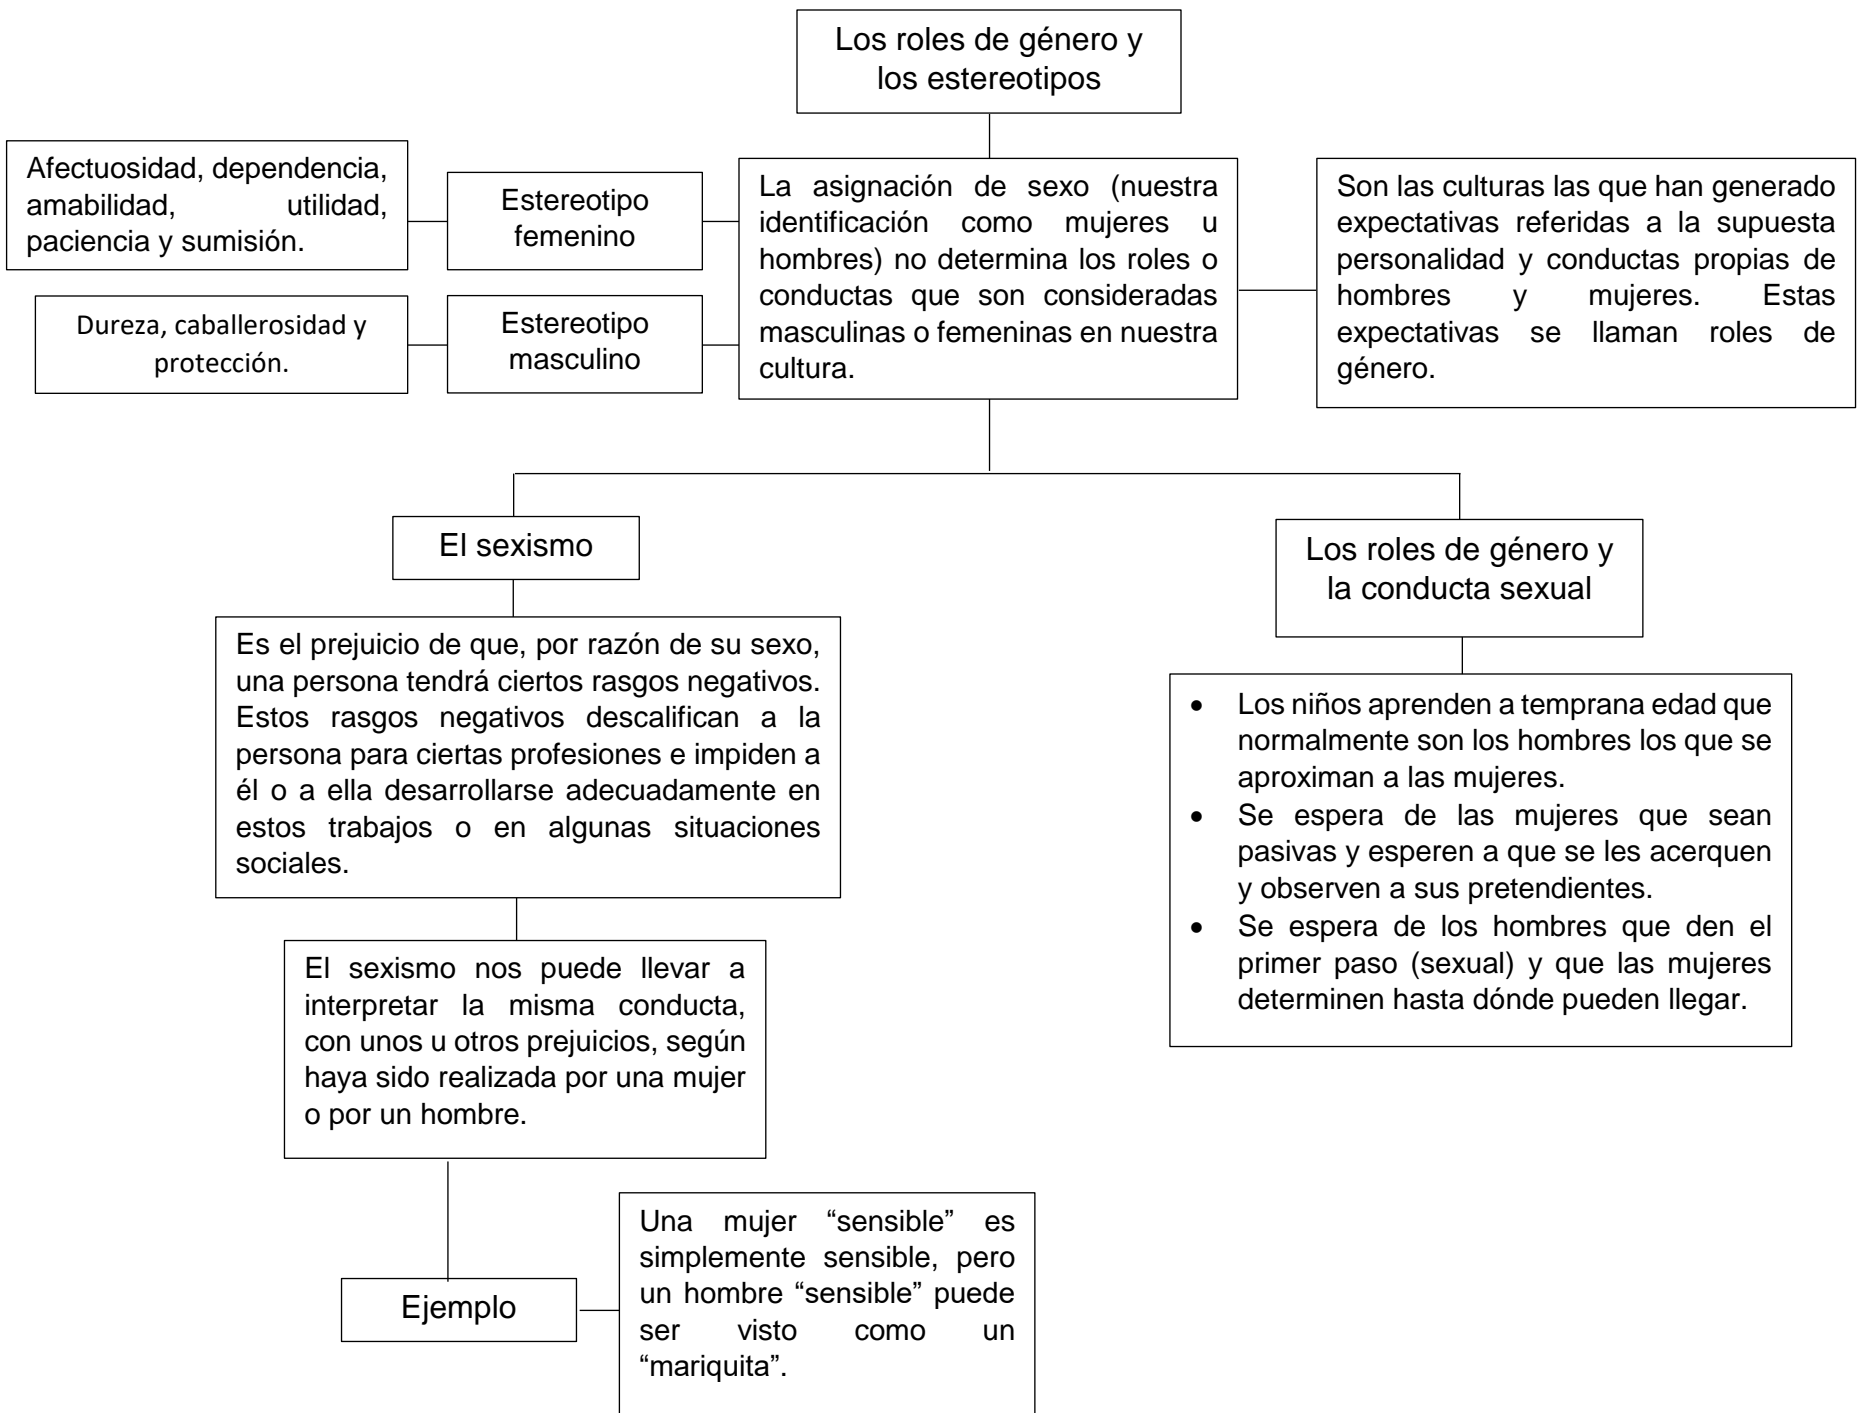 Los roles de género y
los estereotipos
Afectuosidad, dependencia,
amabilidad, utilidad,
paciencia y sumisión.
Estereotipo
femenino
Dureza, caballerosidad y
protección.
Estereotipo
masculino
La asignación de sexo (nuestra
identificación como mujeres u
hombres) no determina los roles o
conductas que son consideradas
masculinas o femeninas en nuestra
cultura.
Son las culturas las que han generado
expectativas referidas a la supuesta
personalidad y conductas propias de
hombres y mujeres. Estas
expectativas se llaman roles de
género.
El sexismo
Es el prejuicio de que, por razón de su sexo,
una persona tendrá ciertos rasgos negativos.
Estos rasgos negativos descalifican a la
persona para ciertas profesiones e impiden a
él o a ella desarrollarse adecuadamente en
estos trabajos o en algunas situaciones
sociales.
El sexismo nos puede llevar a
interpretar la misma conducta,
con unos u otros prejuicios, según
haya sido realizada por una mujer
o por un hombre.
Ejemplo
Una mujer “sensible” es
simplemente sensible, pero
un hombre “sensible” puede
ser visto como un
“mariquita”.
Los roles de género y
la conducta sexual
• Los niños aprenden a temprana edad que
normalmente son los hombres los que se
aproximan a las mujeres.
• Se espera de las mujeres que sean
pasivas y esperen a que se les acerquen
y observen a sus pretendientes.
• Se espera de los hombres que den el
primer paso (sexual) y que las mujeres
determinen hasta dónde pueden llegar.